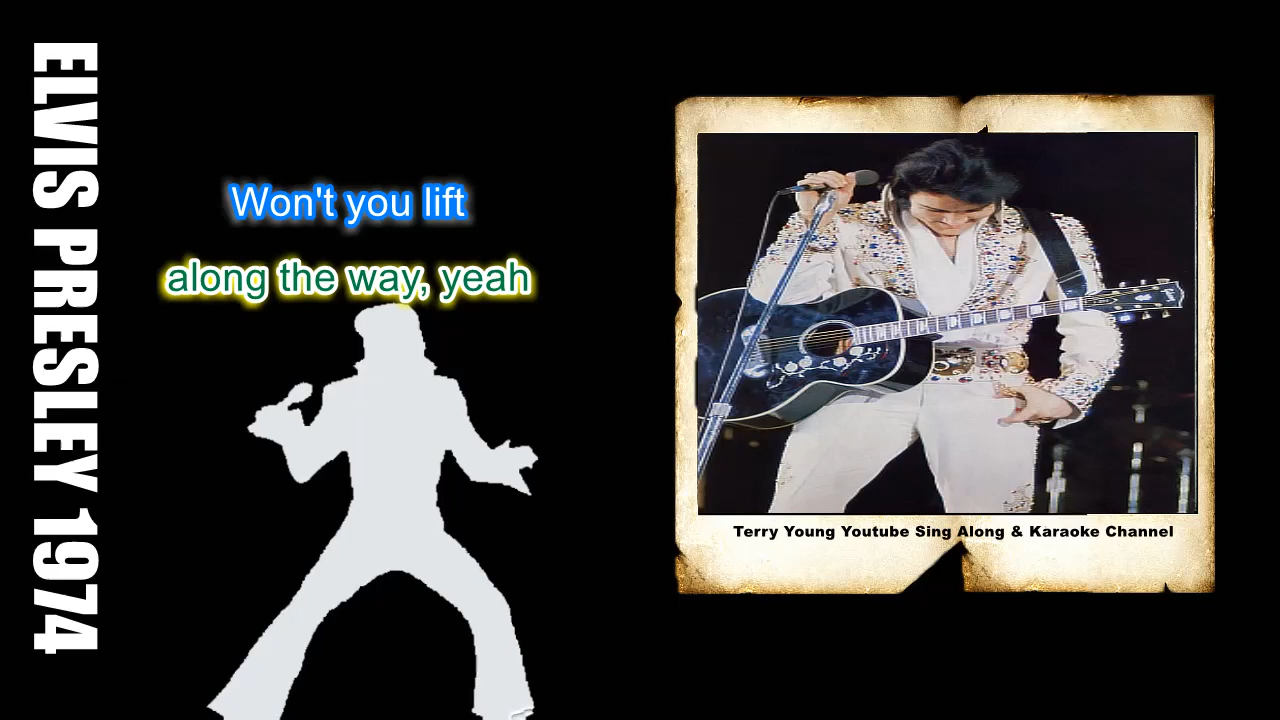 ELVIS PRESLEY 1974
Won't you lift
along the way, yeah
Terry Young Youtube Sing Along & Karaoke Channel